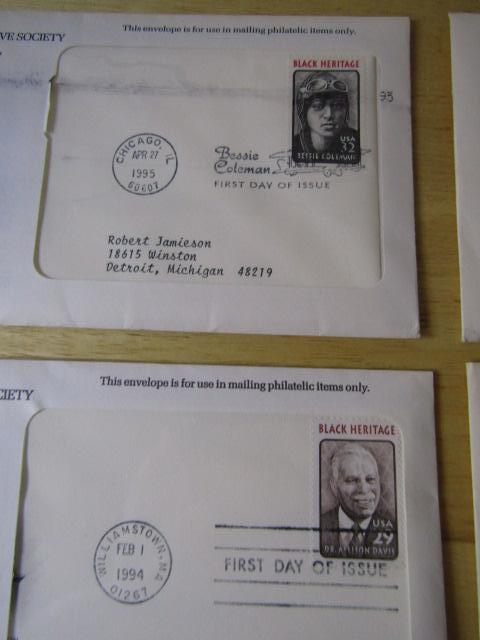 VE SOCIETY
This envelope is for use in mailing philatelic items only.
BLACK HERITAGE
USA
32
BESSIE COLEMAN
CHICAGO, IL
APR 27
1995
60607
Bessie
Coleman
FIRST DAY OF ISSUE
Robert Jamieson
18615 Winston
Detroit, Michigan 48219
CIETY
This envelope is for use in mailing philatelic items only.
BLACK HERITAGE
USA
29
DR. ALLISON DAVIS
WILLIAMSTOWN, MA
FEB 1
1994
01267
FIRST DAY OF ISSUE